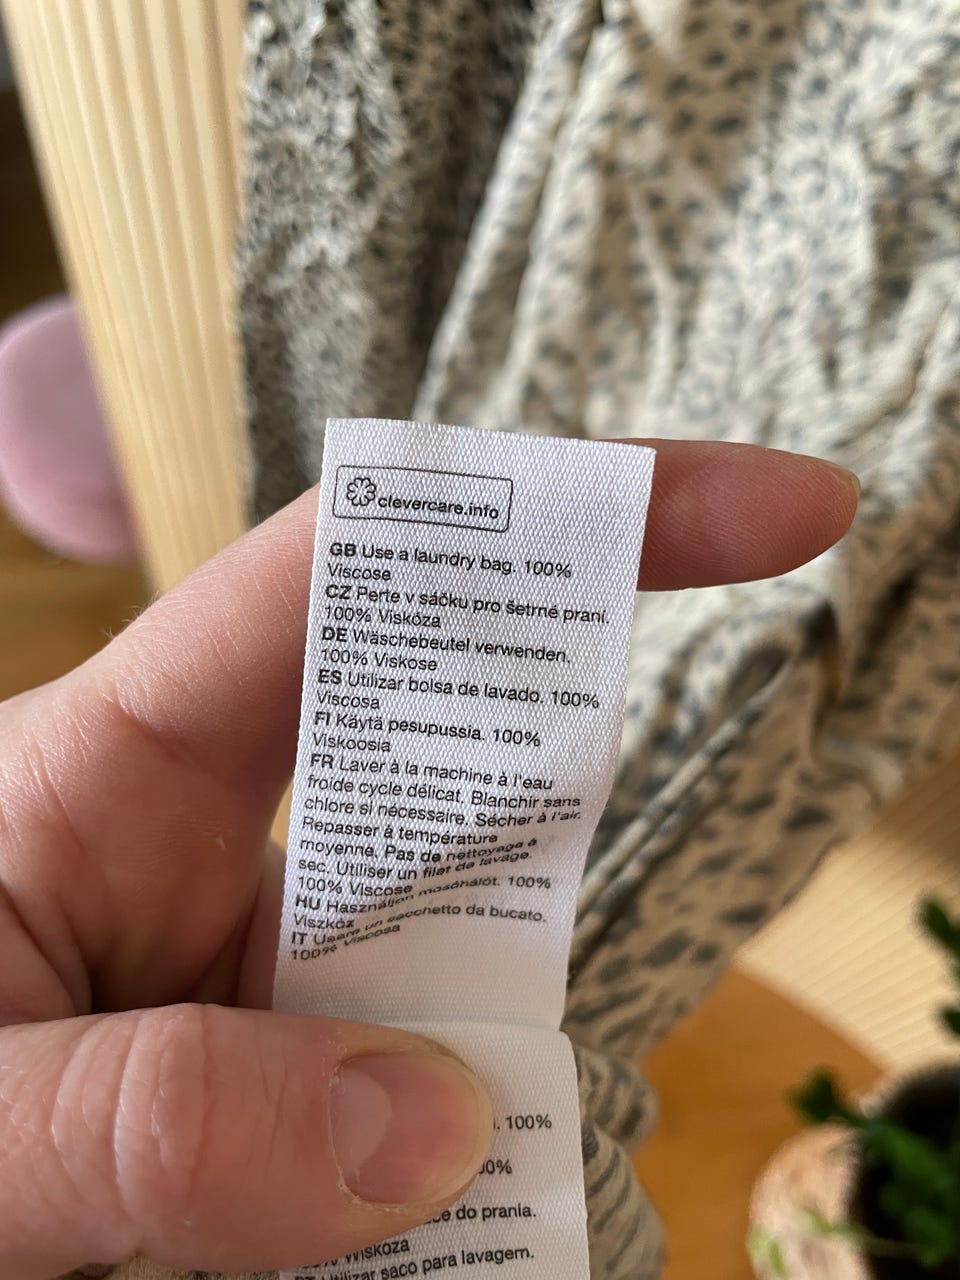 clevercare.info
GB Use a laundry bag. 100%
Viscose
CZ Perte v sáčku pro šetrné praní.
100% Viskóza
DE Wäschebeutel verwenden.
100% Viskose
ES Utilizar bolsa de lavado. 100%
Viscosa
FI Käytä pesupussia. 100%
Viskoosia
FR Laver à la machine à l'eau
froide cycle délicat. Blanchir sans
chlore si nécessaire. Sécher à l'air.
Repasser à température
moyenne. Pas de nettoyage à
sec. Utiliser un filet de lavage.
100% Viscose
HU Használjon mosóhálót. 100%
Viszkóz
IT Usare un sacchetto da bucato.
100% Viscosa
100%
do prania.
Wiskoza
Utilizar saco para lavagem.